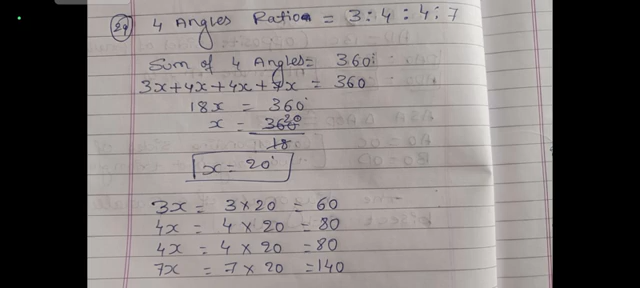 Eg 4 Angles Ratio = 3:4:4:7
Sum of 4 Angles = 360°
3x+4x+4x+7x = 360
18x = 360°
x = 360 20
18
x = 20°
3x = 3 × 20 = 60
4x = 4 × 20 = 80
4x = 4 × 20 = 80
7x = 7 × 20 = 140